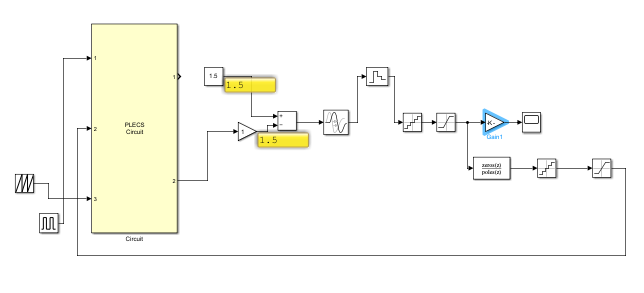 1
1.5
1.5
1
PLECS
Circuit
2
+
−
1
1.5
-K-
Gain1
zeros(z)
poles(z)
2
3
Circuit